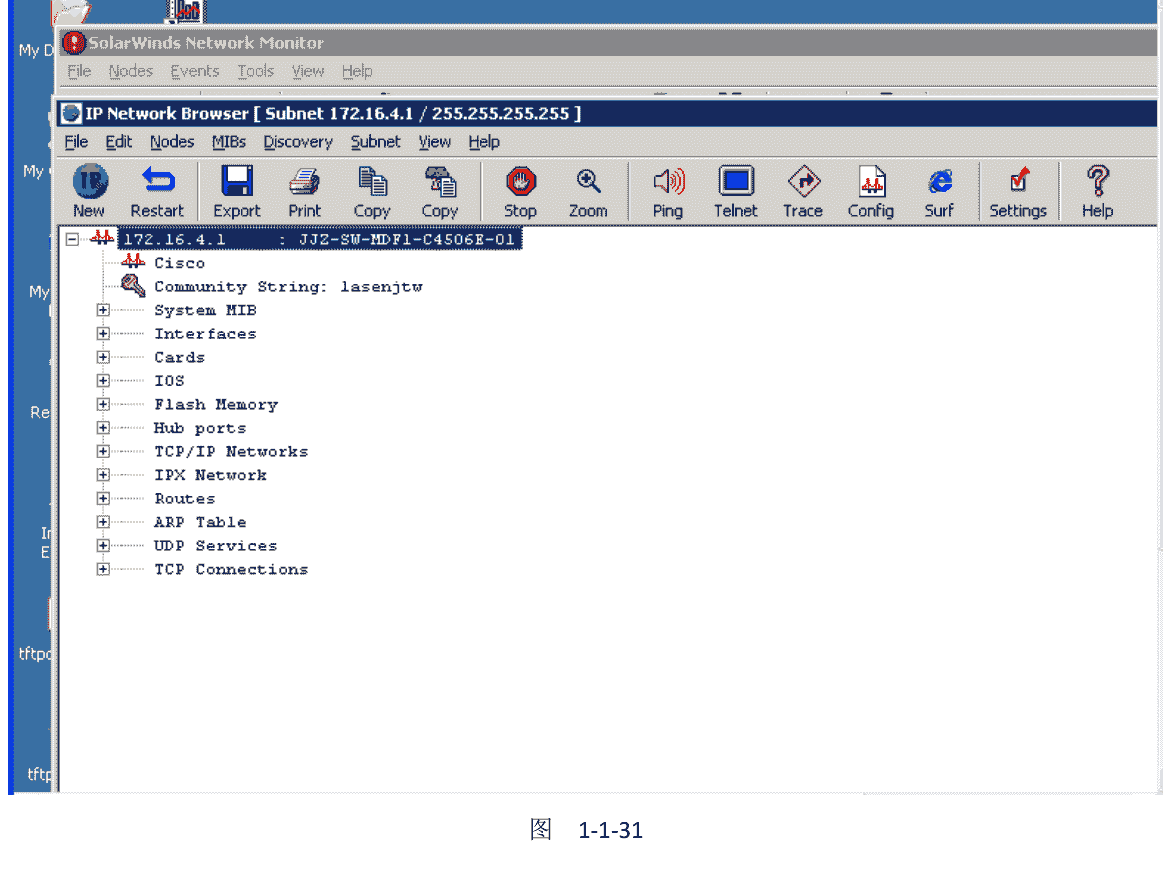 My D
SolarWinds Network Monitor
File Nodes Events Tools View Help
IP Network Browser [ Subnet 172.16.4.1 / 255.255.255.255 ]
File Edit Nodes MIBs Discovery Subnet View Help
My
New Restart Export Print Copy Copy Stop Zoom Ping Telnet Trace Config Surf Settings Help
172.16.4.1 : JJZ-SW-MDF1-C4506E-01
Cisco
Community String: lasenjtw
My
System MIB
Interfaces
Cards
IOS
Flash Memory
Re
Hub ports
TCP/IP Networks
IPX Network
Routes
ARP Table
In
UDP Services
E
TCP Connections
tftpd
tftp
图 1-1-31